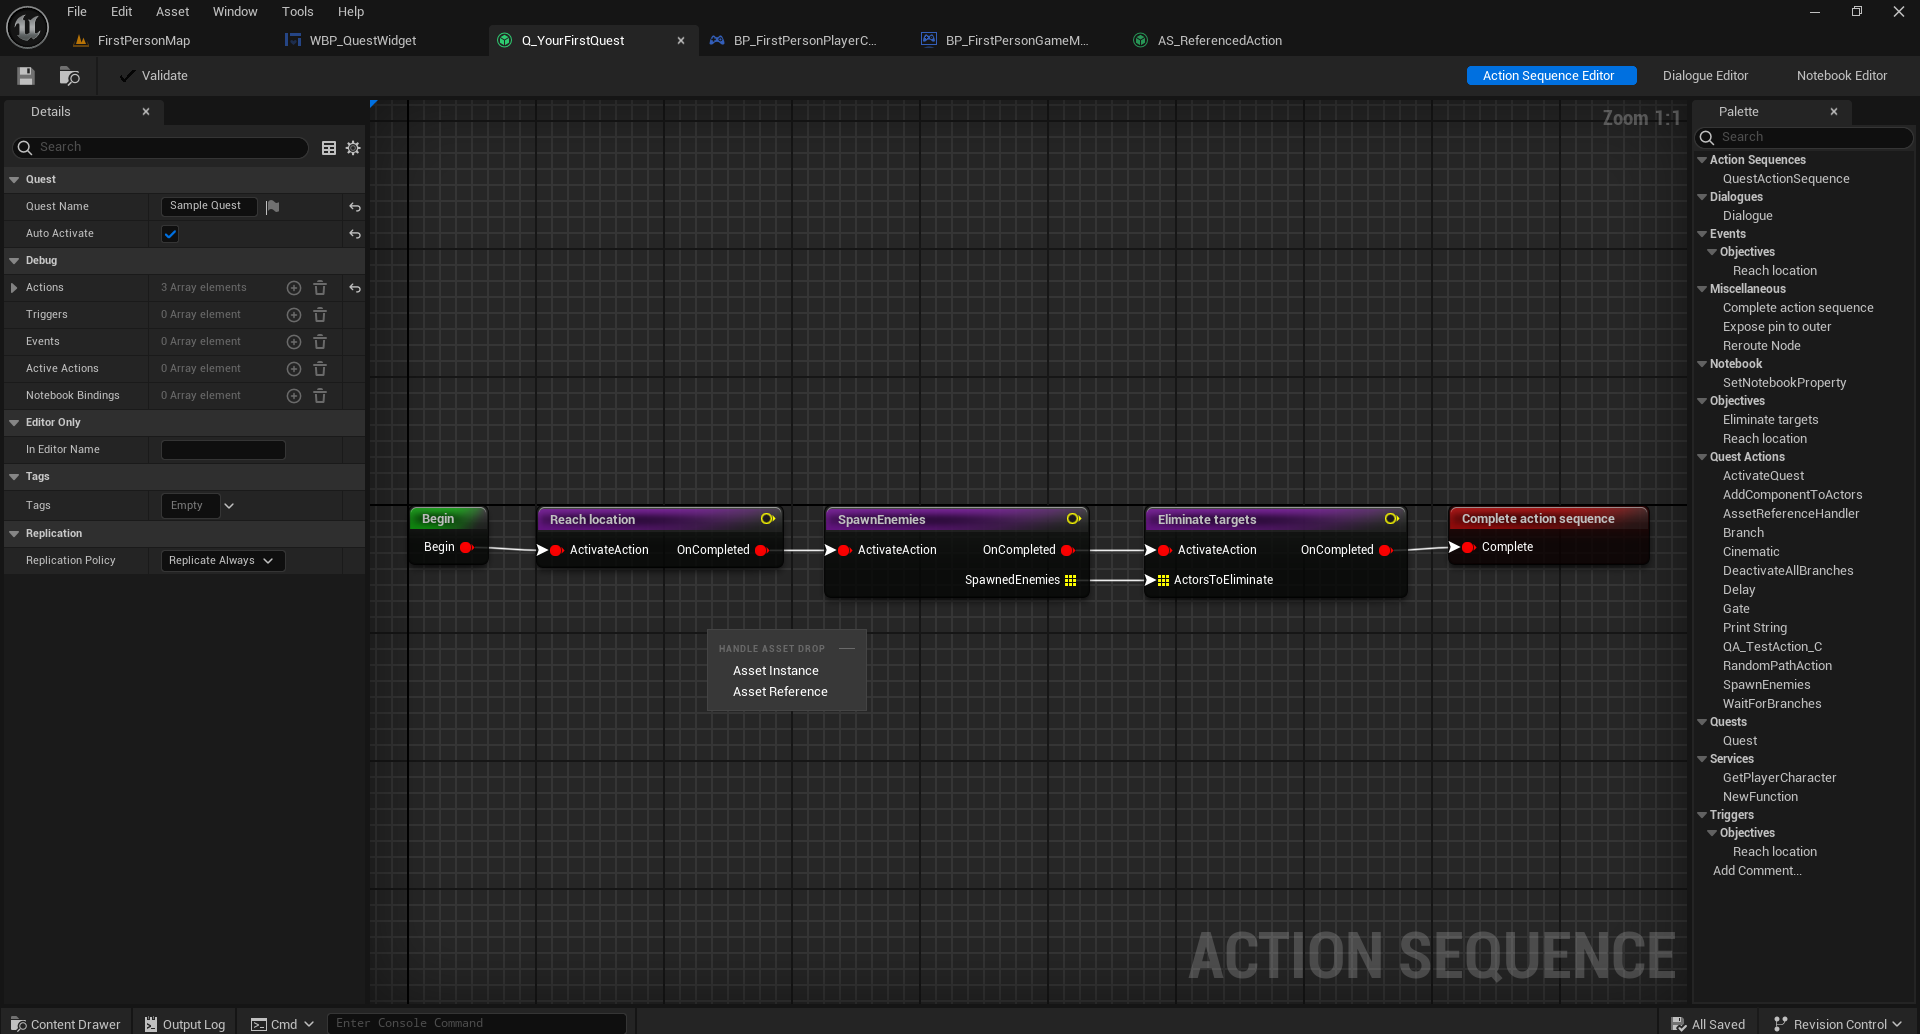 File Edit Asset Window Tools Help
FirstPersonMap WBP_QuestWidget Q_YourFirstQuest BP_FirstPersonPlayerC... BP_FirstPersonGameM... AS_ReferencedAction
Validate
Action Sequence Editor Dialogue Editor Notebook Editor
Details
Search
Quest
Quest Name Sample Quest
Auto Activate
Debug
Actions 3 Array elements
Triggers 0 Array element
Events 0 Array element
Active Actions 0 Array element
Notebook Bindings 0 Array element
Editor Only
In Editor Name
Tags
Tags Empty
Replication
Replication Policy Replicate Always
Zoom 1:1
Begin
Begin
Reach location
ActivateAction OnCompleted
SpawnEnemies
ActivateAction OnCompleted
SpawnedEnemies
Eliminate targets
ActivateAction OnCompleted
ActorsToEliminate
Complete action sequence
Complete
HANDLE ASSET DROP
Asset Instance
Asset Reference
ACTION SEQUENCE
Palette
Search
Action Sequences
QuestActionSequence
Dialogues
Dialogue
Events
Objectives
Reach location
Miscellaneous
Complete action sequence
Expose pin to outer
Reroute Node
Notebook
SetNotebookProperty
Objectives
Eliminate targets
Reach location
Quest Actions
ActivateQuest
AddComponentToActors
AssetReferenceHandler
Branch
Cinematic
DeactivateAllBranches
Delay
Gate
Print String
QA_TestAction_C
RandomPathAction
SpawnEnemies
WaitForBranches
Quests
Quest
Services
GetPlayerCharacter
NewFunction
Triggers
Objectives
Reach location
Add Comment...
Content Drawer Output Log Cmd Enter Console Command All Saved Revision Control